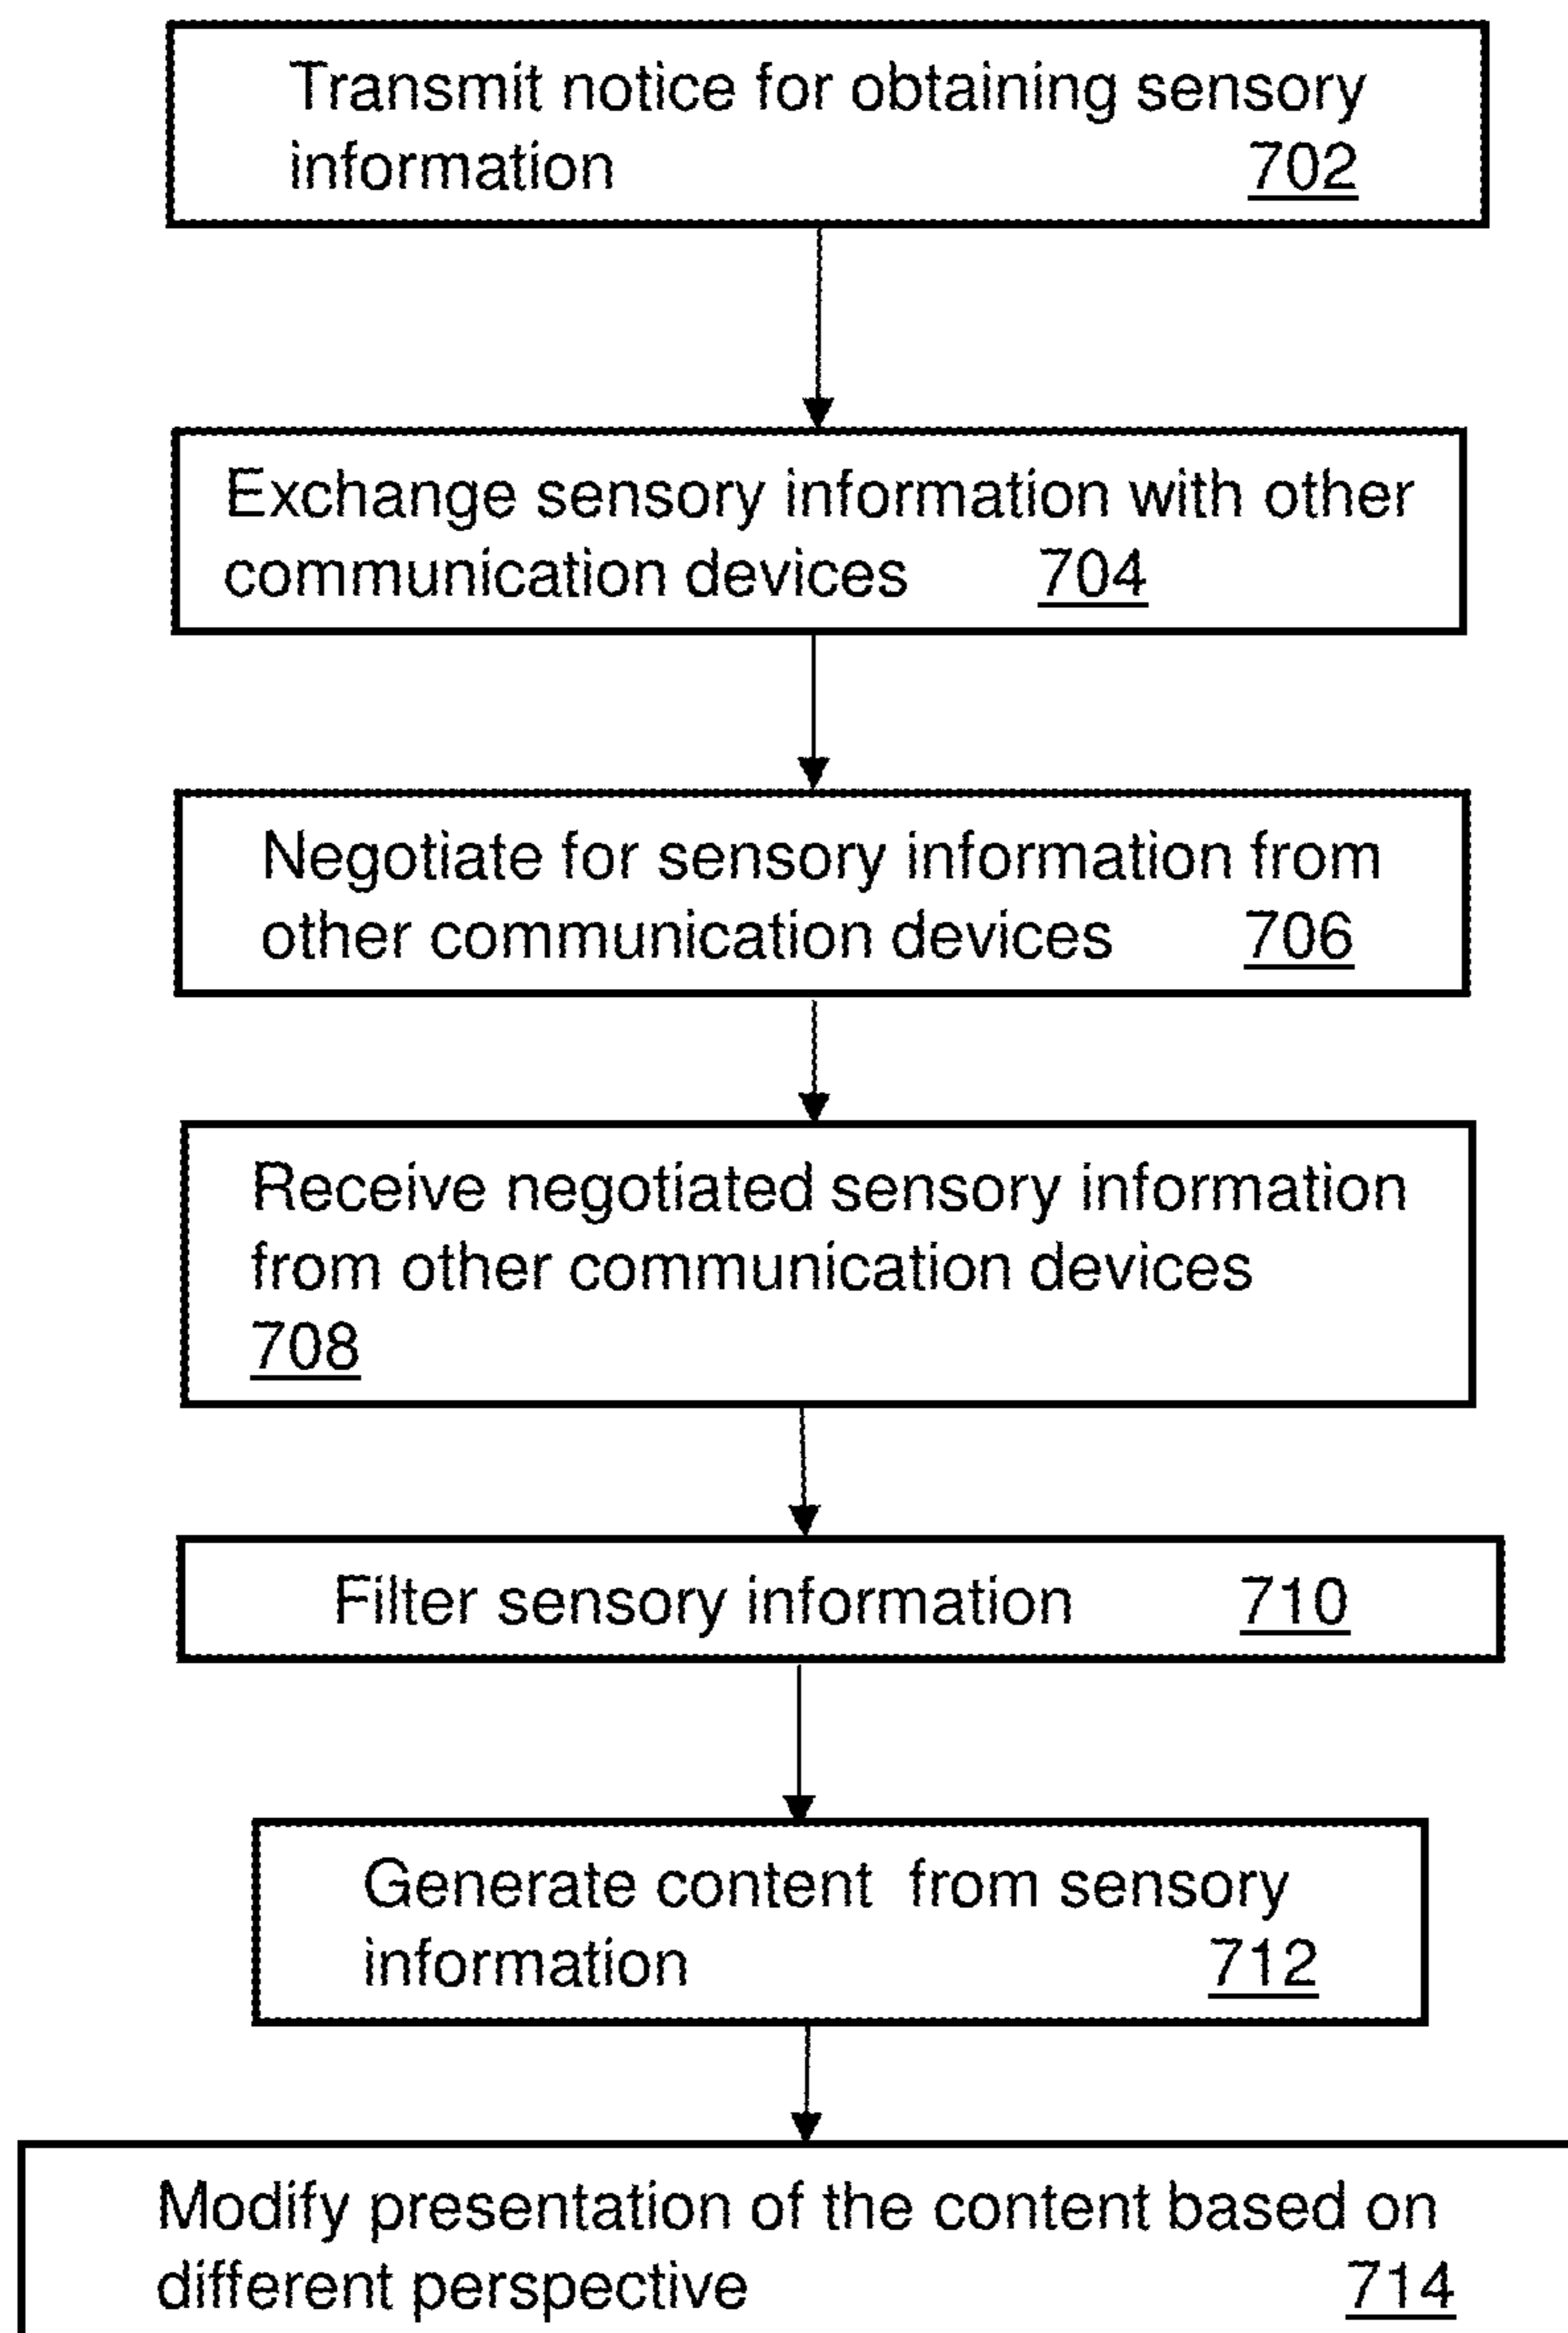 Transmit notice for obtaining sensory
information 702
Exchange sensory information with other
communication devices 704
Negotiate for sensory information from
other communication devices 706
Receive negotiated sensory information
from other communication devices
708
Filter sensory information 710
Generate content from sensory
information 712
Modify presentation of the content based on
different perspective 714